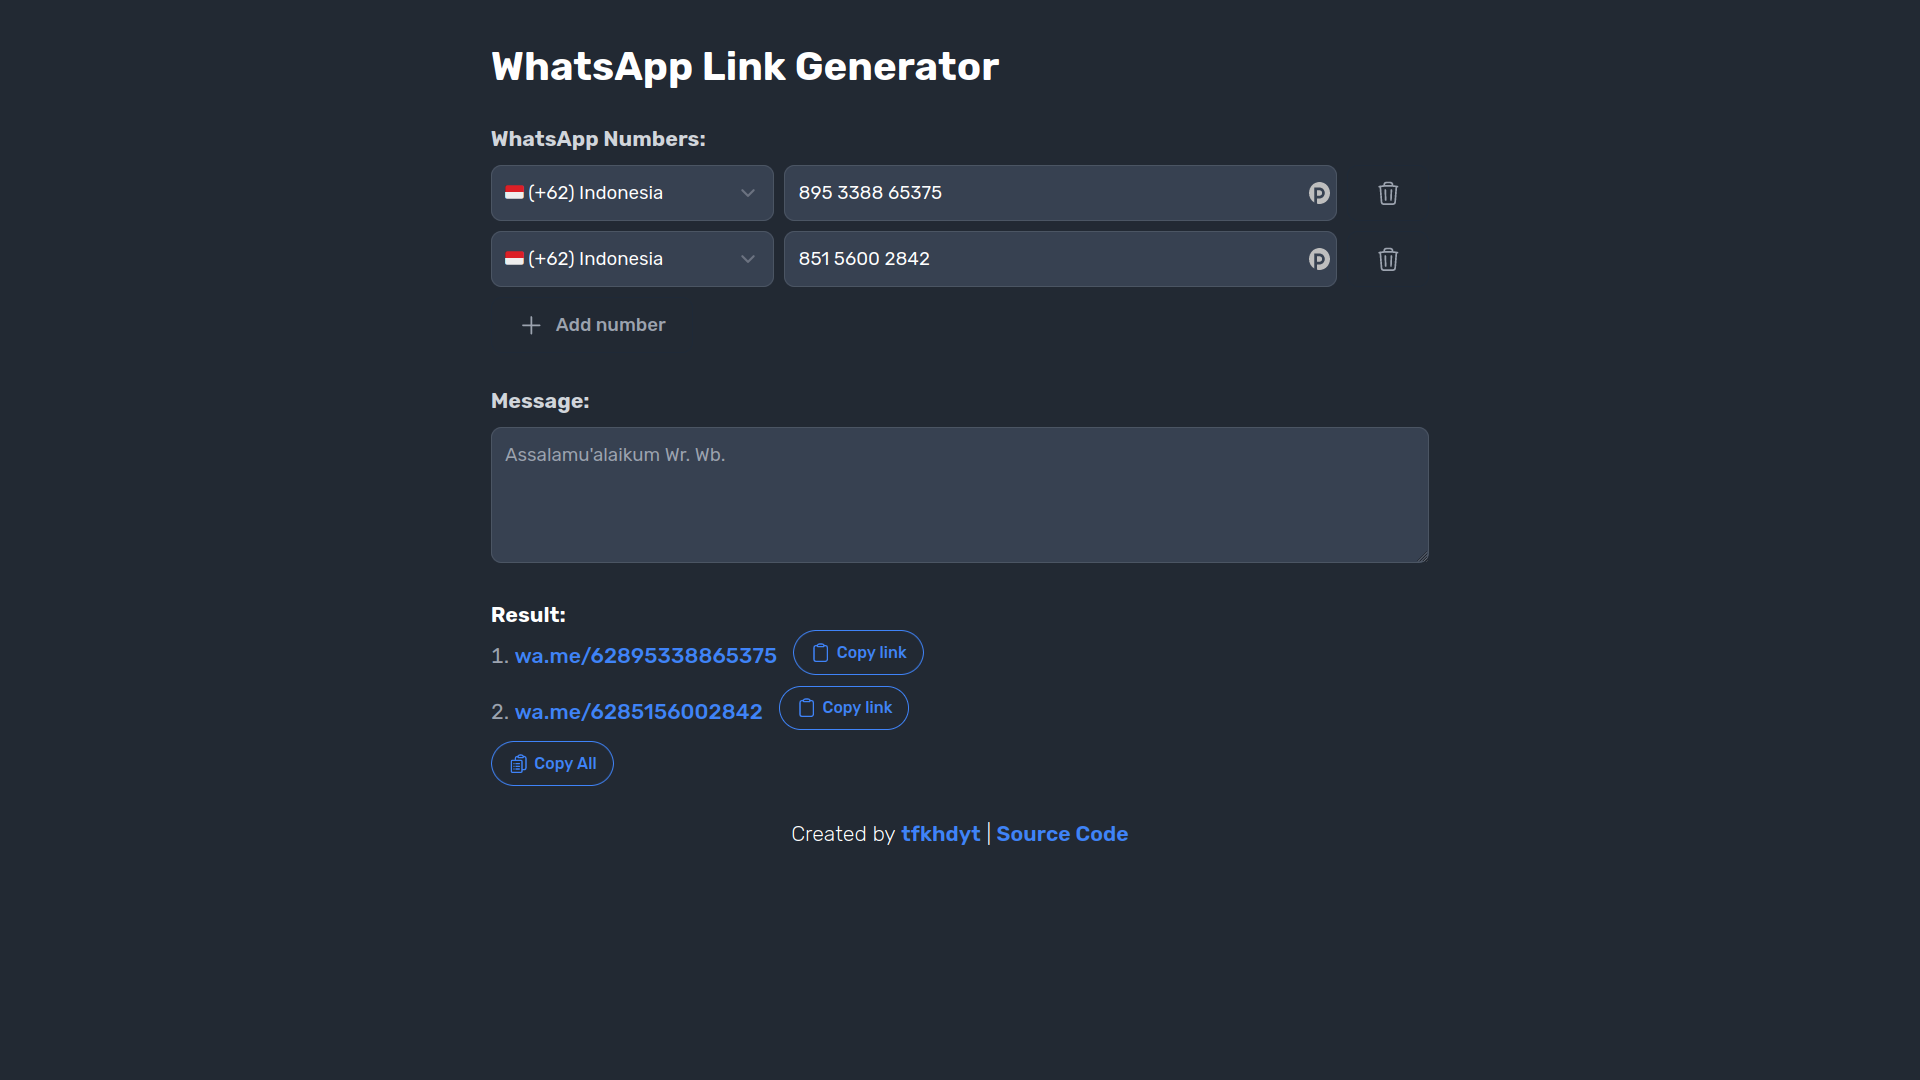 WhatsApp Link Generator
WhatsApp Numbers:
(+62) Indonesia 895 3388 65375
(+62) Indonesia 851 5600 2842
Add number
Message:
Assalamu'alaikum Wr. Wb.
Result:
1. wa.me/62895338865375 Copy link
2. wa.me/6285156002842 Copy link
Copy All
Created by tfkhdyt | Source Code